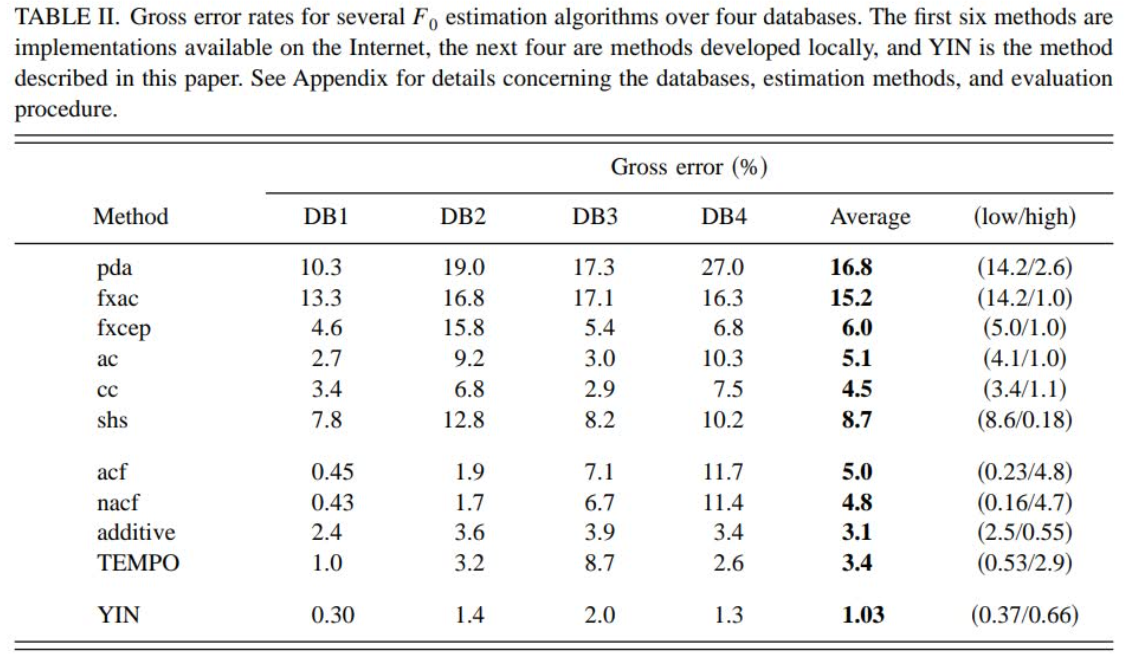 TABLE II. Gross error rates for several F0 estimation algorithms over four databases. The first six methods are
implementations available on the Internet, the next four are methods developed locally, and YIN is the method
described in this paper. See Appendix for details concerning the databases, estimation methods, and evaluation
procedure.
Gross error (%)
Method DB1 DB2 DB3 DB4 Average (low/high)
pda 10.3 19.0 17.3 27.0 16.8 (14.2/2.6)
fxac 13.3 16.8 17.1 16.3 15.2 (14.2/1.0)
fxcep 4.6 15.8 5.4 6.8 6.0 (5.0/1.0)
ac 2.7 9.2 3.0 10.3 5.1 (4.1/1.0)
cc 3.4 6.8 2.9 7.5 4.5 (3.4/1.1)
shs 7.8 12.8 8.2 10.2 8.7 (8.6/0.18)
acf 0.45 1.9 7.1 11.7 5.0 (0.23/4.8)
nacf 0.43 1.7 6.7 11.4 4.8 (0.16/4.7)
additive 2.4 3.6 3.9 3.4 3.1 (2.5/0.55)
TEMPO 1.0 3.2 8.7 2.6 3.4 (0.53/2.9)
YIN 0.30 1.4 2.0 1.3 1.03 (0.37/0.66)